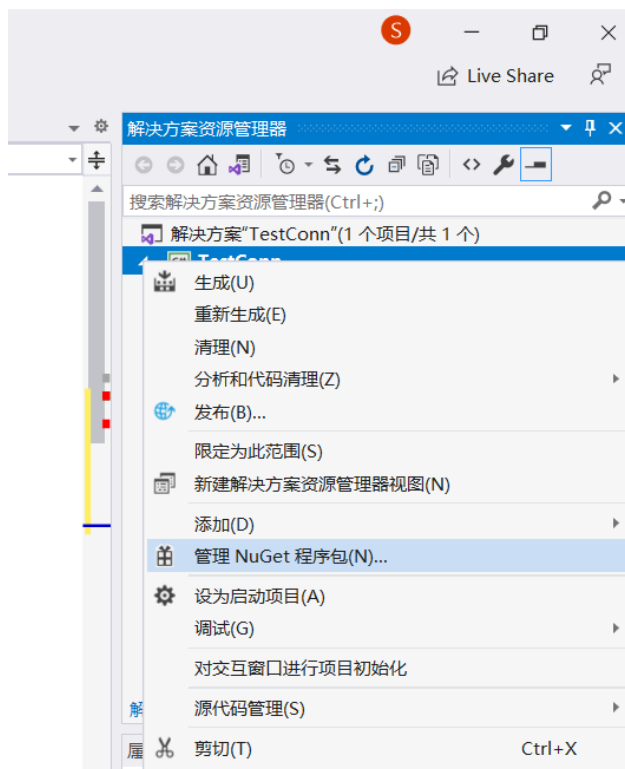 S
Live Share
解决方案资源管理器
搜索解决方案资源管理器(Ctrl+;)
解决方案"TestConn"(1 个项目/共 1 个)
TestConn
生成(U)
重新生成(E)
清理(N)
分析和代码清理(Z)
发布(B)...
限定为此范围(S)
新建解决方案资源管理器视图(N)
添加(D)
管理 NuGet 程序包(N)...
设为启动项目(A)
调试(G)
对交互窗口进行项目初始化
解
源代码管理(S)
属
剪切(T) Ctrl+X